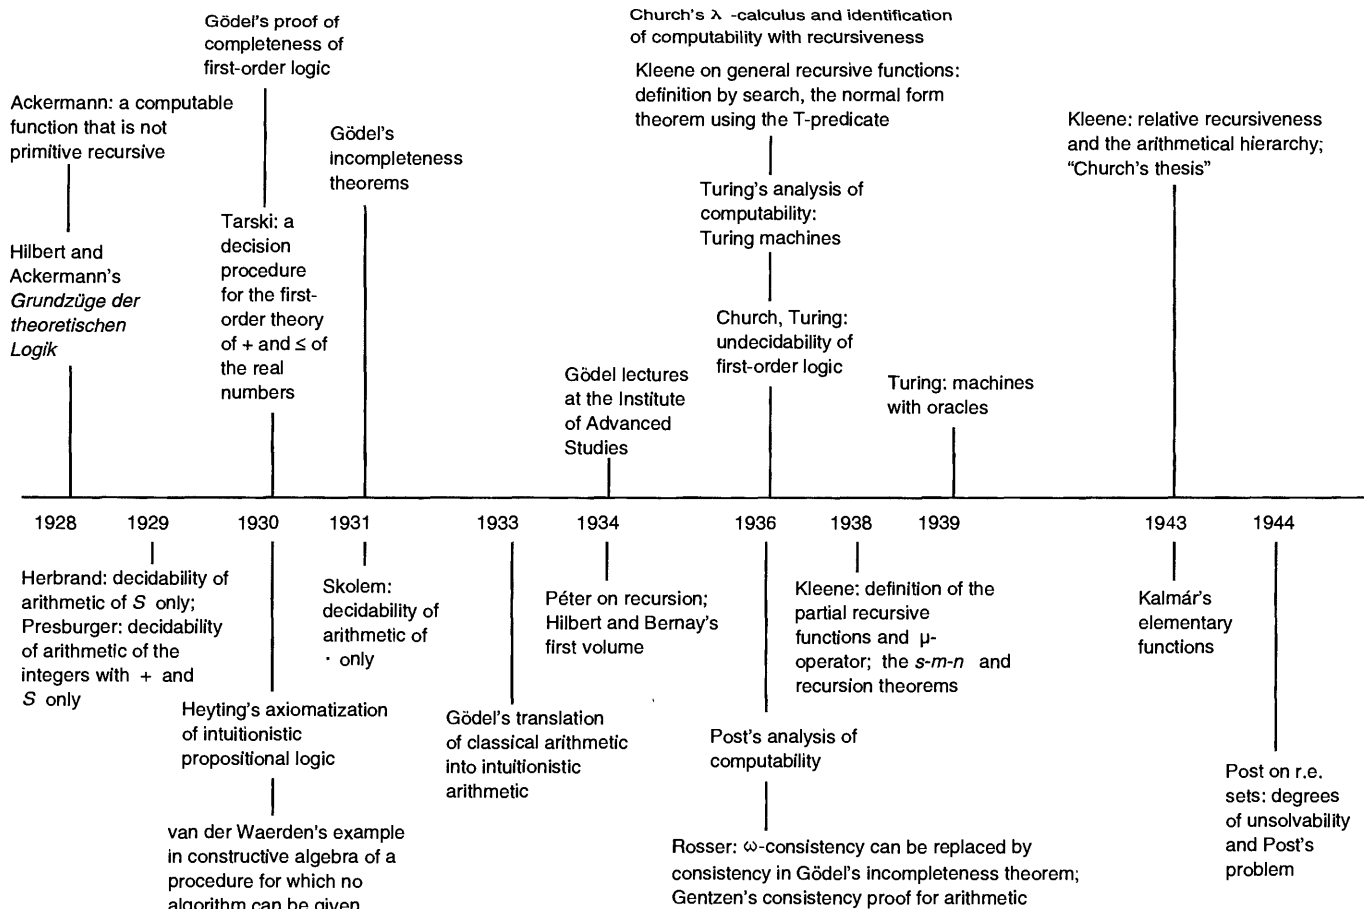 Gödel's proof of
completeness of
first-order logic
Church's λ -calculus and identification
of computability with recursiveness
Kleene on general recursive functions:
definition by search, the normal form
theorem using the T-predicate
Ackermann: a computable
function that is not
primitive recursive
Gödel's
incompleteness
theorems
Kleene: relative recursiveness
and the arithmetical hierarchy;
“Church's thesis”
Turing's analysis of
computability:
Turing machines
Tarski: a
decision
procedure
for the first-
order theory
of + and ≤ of
the real
numbers
Hilbert and
Ackermann's
Grundzüge der
theoretischen
Logik
Church, Turing:
undecidability of
first-order logic
Gödel lectures
at the Institute
of Advanced
Studies
Turing: machines
with oracles
1928 1929 1930 1931 1933 1934 1936 1938 1939 1943 1944
Herbrand: decidability of
arithmetic of S only;
Presburger: decidability
of arithmetic of the
integers with + and
S only
Skolem:
decidability of
arithmetic of
· only
Péter on recursion;
Hilbert and Bernay's
first volume
Kleene: definition of the
partial recursive
functions and μ-
operator; the s-m-n and
recursion theorems
Kalmár's
elementary
functions
Heyting's axiomatization
of intuitionistic
propositional logic
Gödel's translation
of classical arithmetic
into intuitionistic
arithmetic
Post's analysis of
computability
Post on r.e.
sets: degrees
of unsolvability
and Post's
problem
van der Waerden's example
in constructive algebra of a
procedure for which no
algorithm can be given
Rosser: ω-consistency can be replaced by
consistency in Gödel's incompleteness theorem;
Gentzen's consistency proof for arithmetic